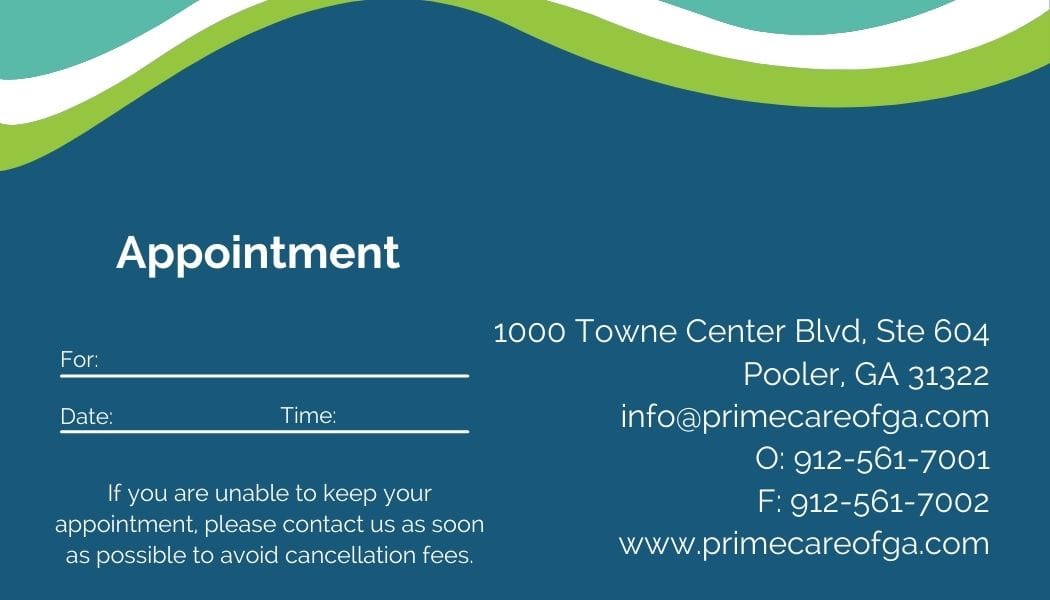 Appointment
For:
Date: Time:
If you are unable to keep your
appointment, please contact us as soon
as possible to avoid cancellation fees.
1000 Towne Center Blvd, Ste 604
Pooler, GA 31322
info@primecareofga.com
O: 912-561-7001
F: 912-561-7002
www.primecareofga.com